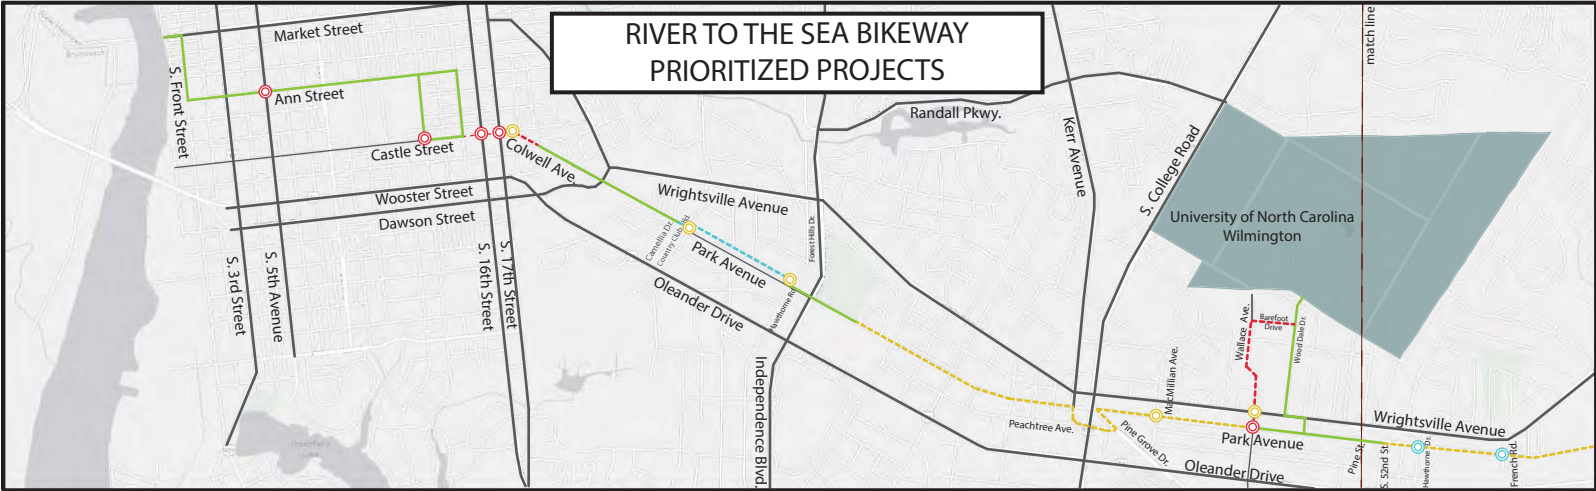 RIVER TO THE SEA BIKEWAY
PRIORITIZED PROJECTS
match line
Market Street
S. Front Street
Ann Street
Castle Street
Colwell Ave.
Wooster Street
Dawson Street
S. 3rd Street
S. 5th Avenue
S. 16th Street
S. 17th Street
Randall Pkwy.
Kerr Avenue
S. College Road
University of North Carolina
Wilmington
Wrightsville Avenue
Camellia Dr.
Country Club Rd.
Park Avenue
Forest Hills Dr.
Hawthorne Rd.
Oleander Drive
Independence Blvd.
Wallace Ave.
Barefoot
Drive
Wood Dale Dr.
MacMillian Ave.
Peachtree Ave.
Pine Grove Dr.
Park Avenue
Wrightsville Avenue
Oleander Drive
Pine St.
S. 52nd St.
Hawthorne Dr.
French Rd.